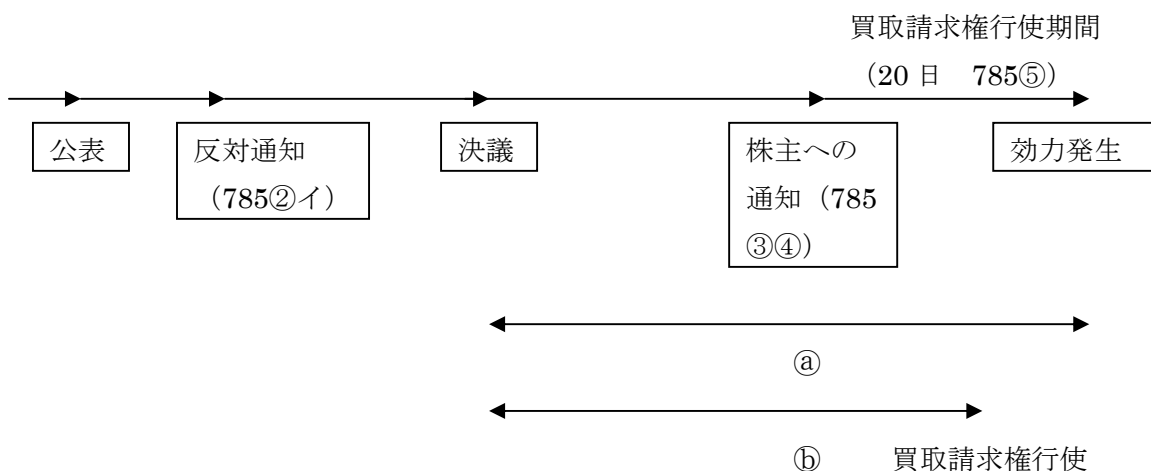 買取請求権行使期間
(20 日　785⑤)
公表
反対通知
(785②イ)
決議
株主への
通知(785
③④)
効力発生
ⓐ
ⓑ
買取請求権行使